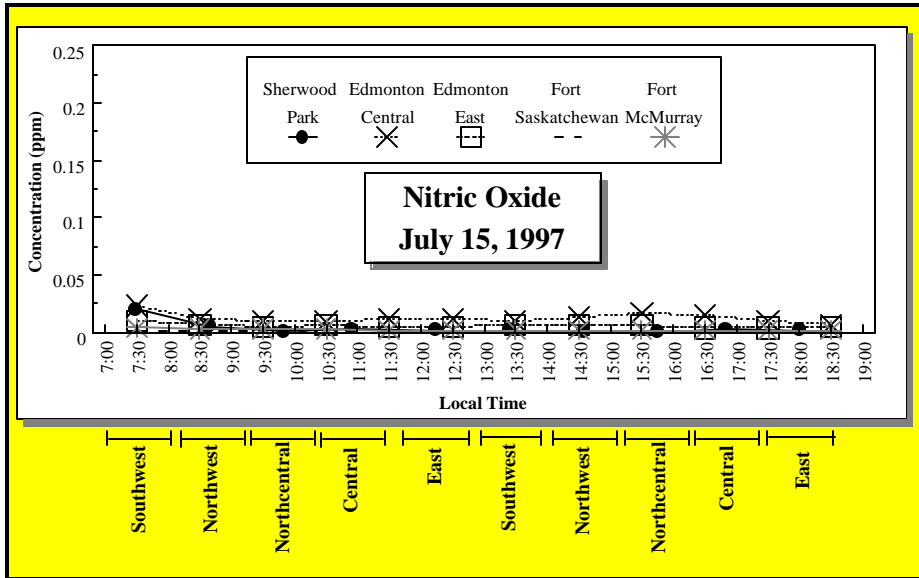 0.25
0.2
0.15
0.1
0.05
0
Concentration (ppm)
Sherwood Edmonton Edmonton Fort Fort
Park Central East Saskatchewan McMurray
Nitric Oxide
July 15, 1997
7:00 7:30 8:00 8:30 9:00 9:30 10:00 10:30 11:00 11:30 12:00 12:30 13:00 13:30 14:00 14:30 15:00 15:30 16:00 16:30 17:00 17:30 18:00 18:30 19:00
Local Time
Southwest Northwest Northcentral Central East Southwest Northwest Northcentral Central East